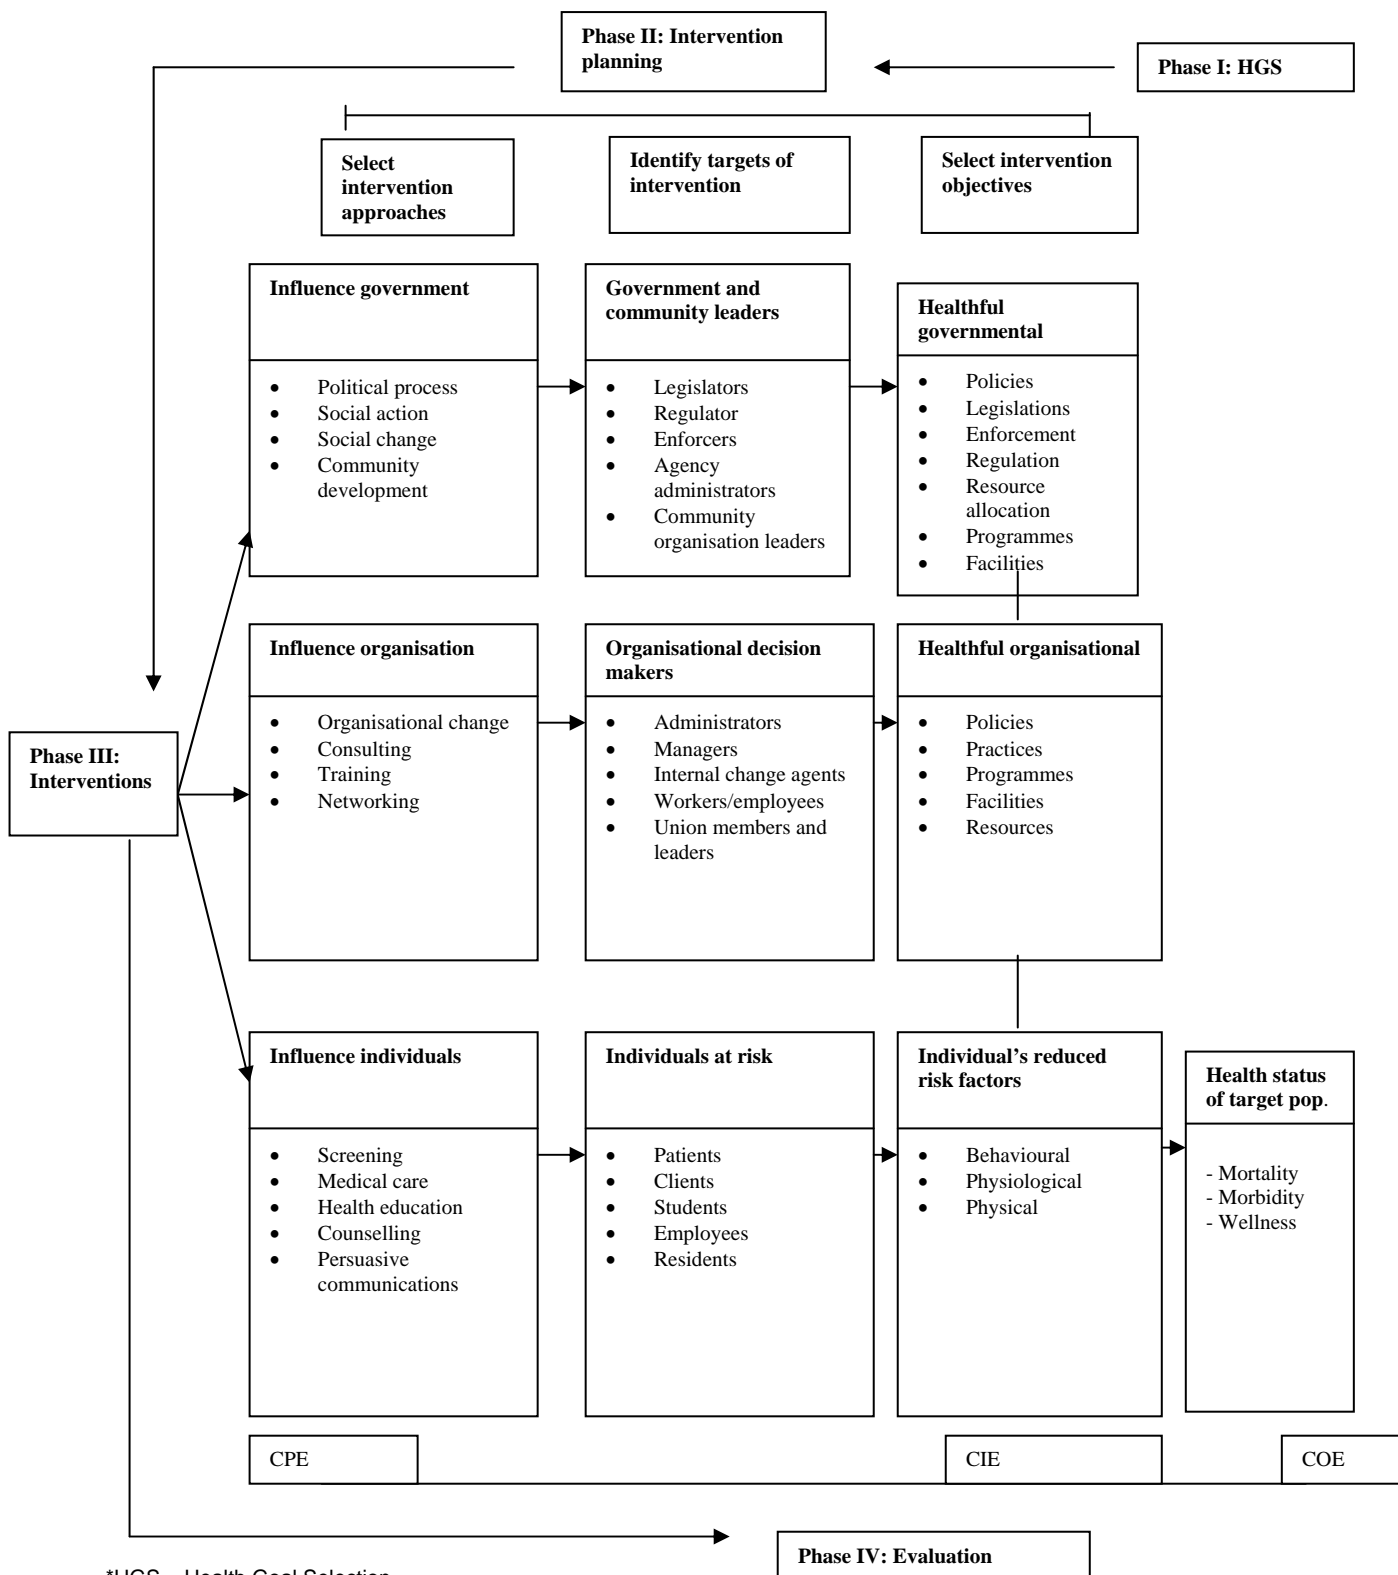 Phase II: Intervention
planning
Phase I: HGS
Select
intervention
approaches
Identify targets of
intervention
Select intervention
objectives
Influence government
• Political process
• Social action
• Social change
• Community
development
Government and
community leaders
• Legislators
• Regulator
• Enforcers
• Agency
administrators
• Community
organisation leaders
Healthful
governmental
• Policies
• Legislations
• Enforcement
• Regulation
• Resource
allocation
• Programmes
• Facilities
Phase III:
Interventions
Influence organisation
• Organisational change
• Consulting
• Training
• Networking
Organisational decision
makers
• Administrators
• Managers
• Internal change agents
• Workers/employees
• Union members and
leaders
Healthful organisational
• Policies
• Practices
• Programmes
• Facilities
• Resources
Influence individuals
• Screening
• Medical care
• Health education
• Counselling
• Persuasive
communications
Individuals at risk
• Patients
• Clients
• Students
• Employees
• Residents
Individual’s reduced
risk factors
• Behavioural
• Physiological
• Physical
Health status
of target pop.
- Mortality
- Morbidity
- Wellness
CPE
CIE
COE
Phase IV: Evaluation
*HGS – Health Goal Selection